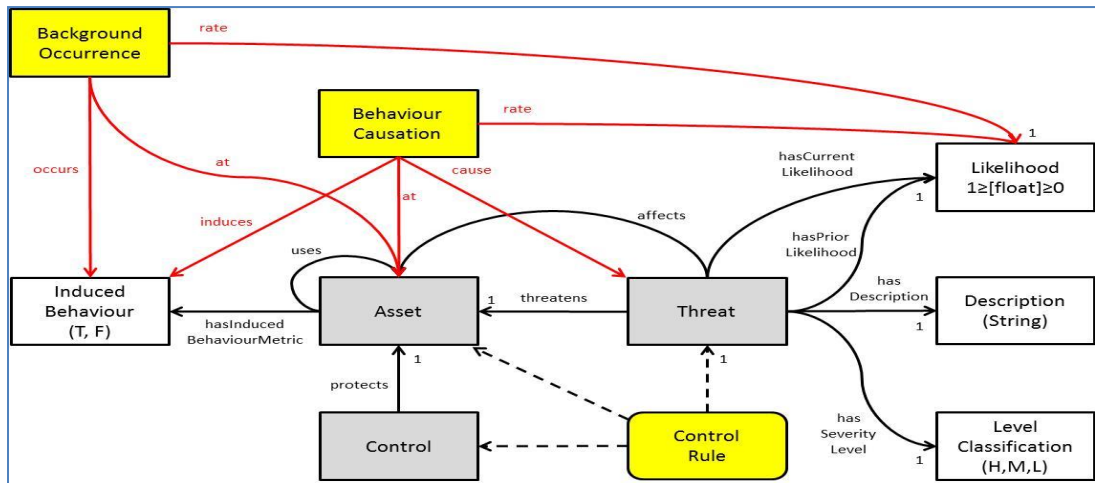 Background
Occurrence
rate
Behaviour
Causation
rate
1
hasCurrent
Likelihood
Likelihood
1≥[float]≥0
1
occurs
at
cause
at
induces
affects
hasPrior
Likelihood
uses
Induced
Behaviour
(T, F)
hasInduced
BehaviourMetric
Asset
1
threatens
Threat
has
Description
1
Description
(String)
1
1
protects
Control
Control
Rule
has
Severity
Level
1
Level
Classification
(H,M,L)